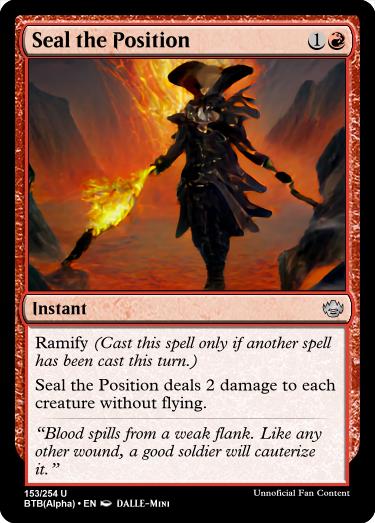 Seal the Position 1
Instant
Ramify (Cast this spell only if another spell
has been cast this turn.)
Seal the Position deals 2 damage to each
creature without flying.
“Blood spills from a weak flank. Like any
other wound, a good soldier will cauterize
it.”
153/254 U
Unnofficial Fan Content
BTB(Alpha) • EN DALLE-Mini